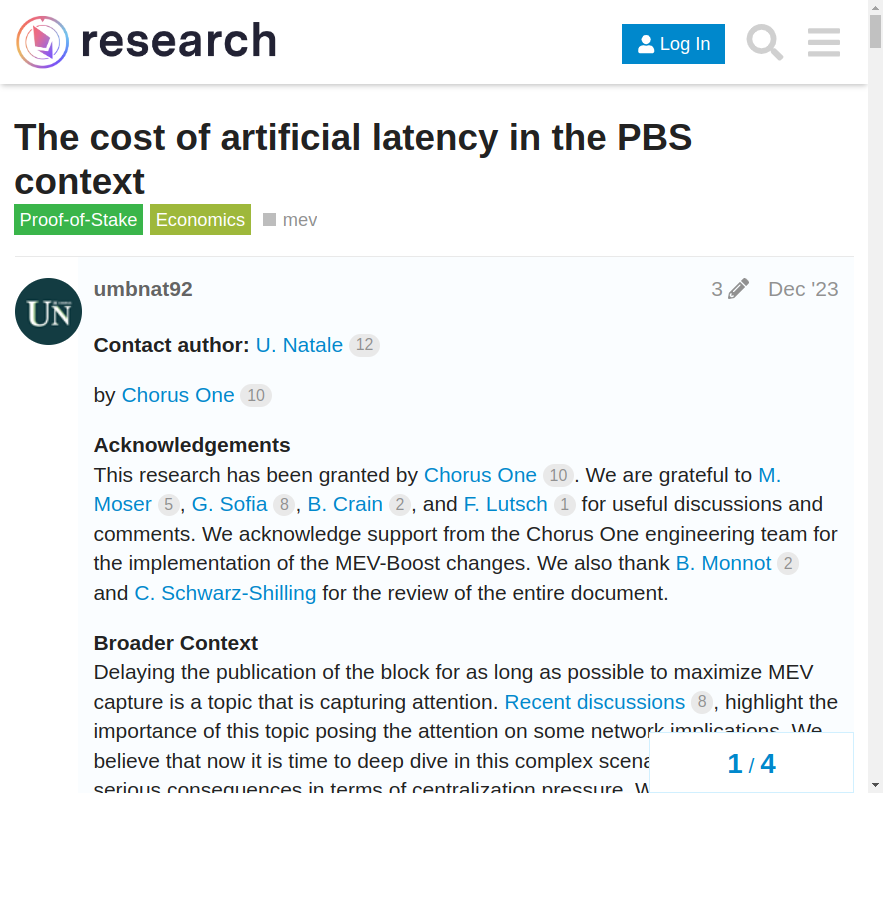 research
Log In
The cost of artificial latency in the PBS
context
Proof-of-Stake Economics mev
umbnat92 3 Dec '23
UN
Contact author: U. Natale 12
by Chorus One 10
Acknowledgements
This research has been granted by Chorus One 10. We are grateful to M.
Moser 5, G. Sofia 8, B. Crain 2, and F. Lutsch 1 for useful discussions and
comments. We acknowledge support from the Chorus One engineering team for
the implementation of the MEV-Boost changes. We also thank B. Monnot 2
and C. Schwarz-Shilling for the review of the entire document.
Broader Context
Delaying the publication of the block for as long as possible to maximize MEV
capture is a topic that is capturing attention. Recent discussions 8, highlight the
importance of this topic posing the attention on some network implications. We
believe that now it is time to deep dive in this complex
serious consequences in terms of centralization pressure.
1 / 4